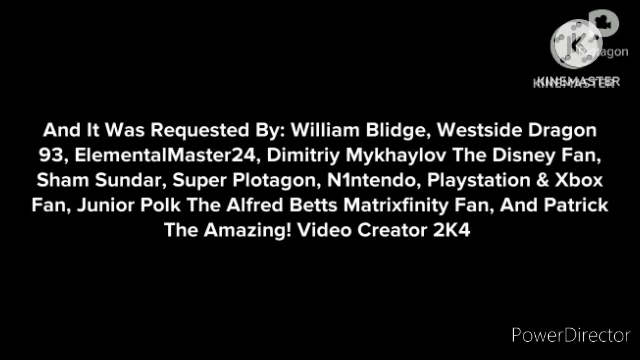 Plotagon
K
KINEMASTER
KINEMASTER
And It Was Requested By: William Blidge, Westside Dragon
93, ElementalMaster24, Dimitriy Mykhaylov The Disney Fan,
Sham Sundar, Super Plotagon, N1ntendo, Playstation & Xbox
Fan, Junior Polk The Alfred Betts Matrixfinity Fan, And Patrick
The Amazing! Video Creator 2K4
PowerDirector